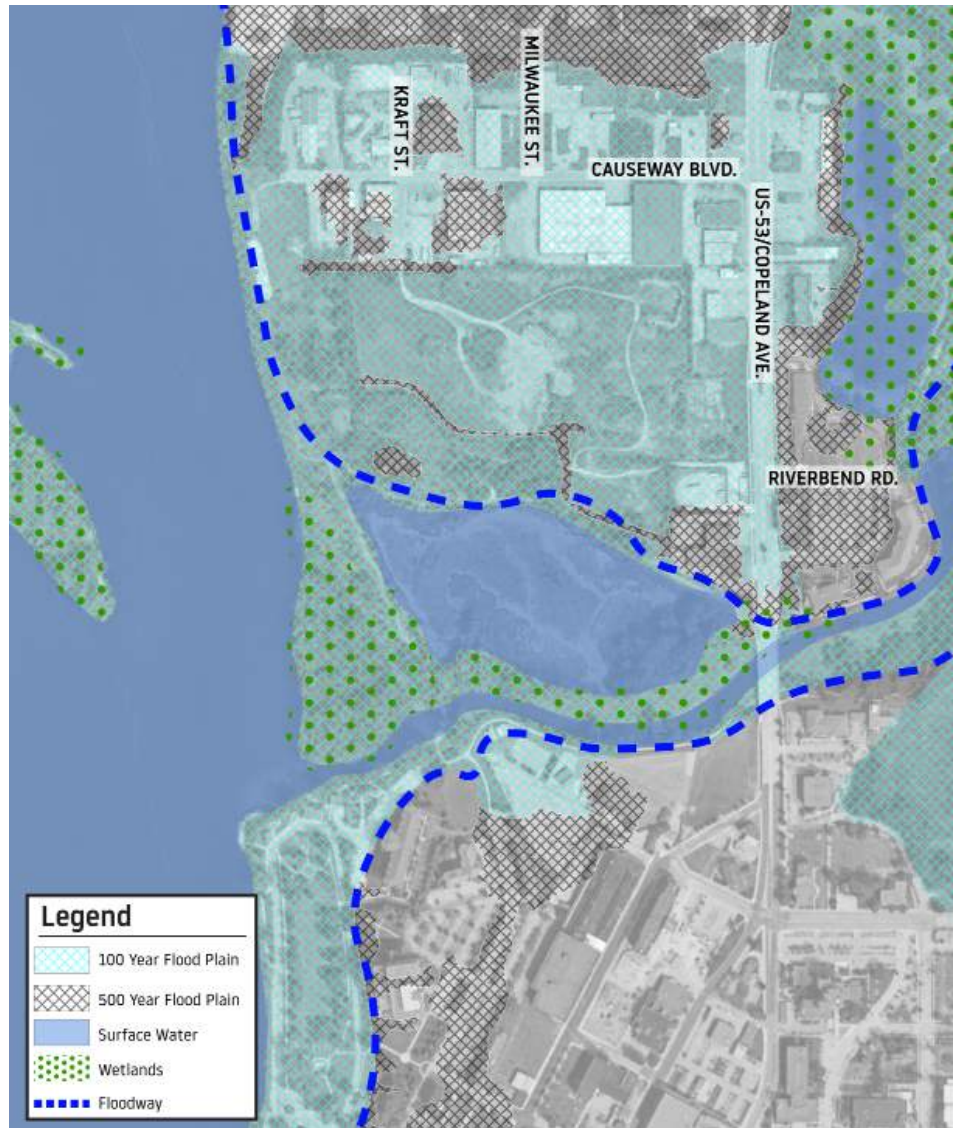 KRAFT ST.
MILWAUKEE ST.
CAUSEWAY BLVD.
US-53/COPELAND AVE.
RIVERBEND RD.
Legend
100 Year Flood Plain
500 Year Flood Plain
Surface Water
Wetlands
Floodway